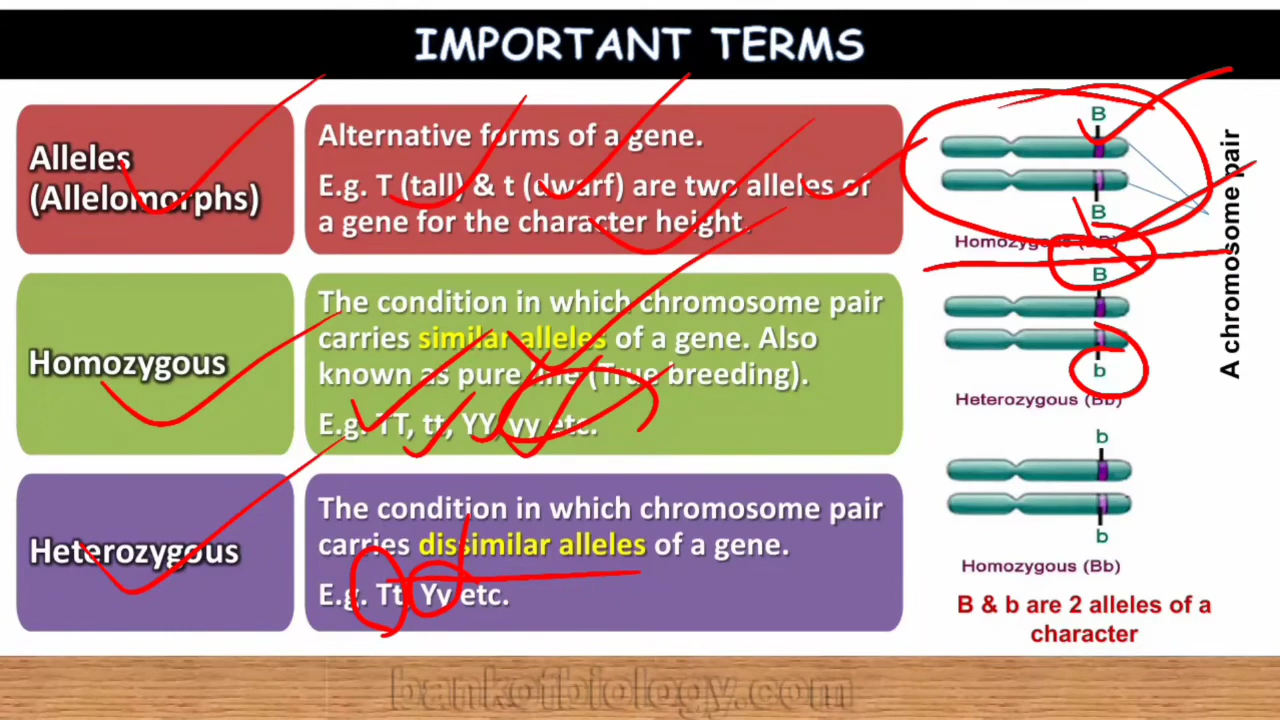 IMPORTANT TERMS
Alleles
(Allelomorphs)
Alternative forms of a gene.
E.g. T (tall) & t (dwarf) are two alleles of
a gene for the character height.
Homozygous
The condition in which chromosome pair
carries similar alleles of a gene. Also
known as pure line (True breeding).
E.g. TT, tt, YY, yy etc.
Heterozygous
The condition in which chromosome pair
carries dissimilar alleles of a gene.
E.g. Tt, Yy etc.
B
B
Homozygous (BB)
B
b
Heterozygous (Bb)
b
b
Homozygous (Bb)
A chromosome pair
B & b are 2 alleles of a
character
bankofbiology.com